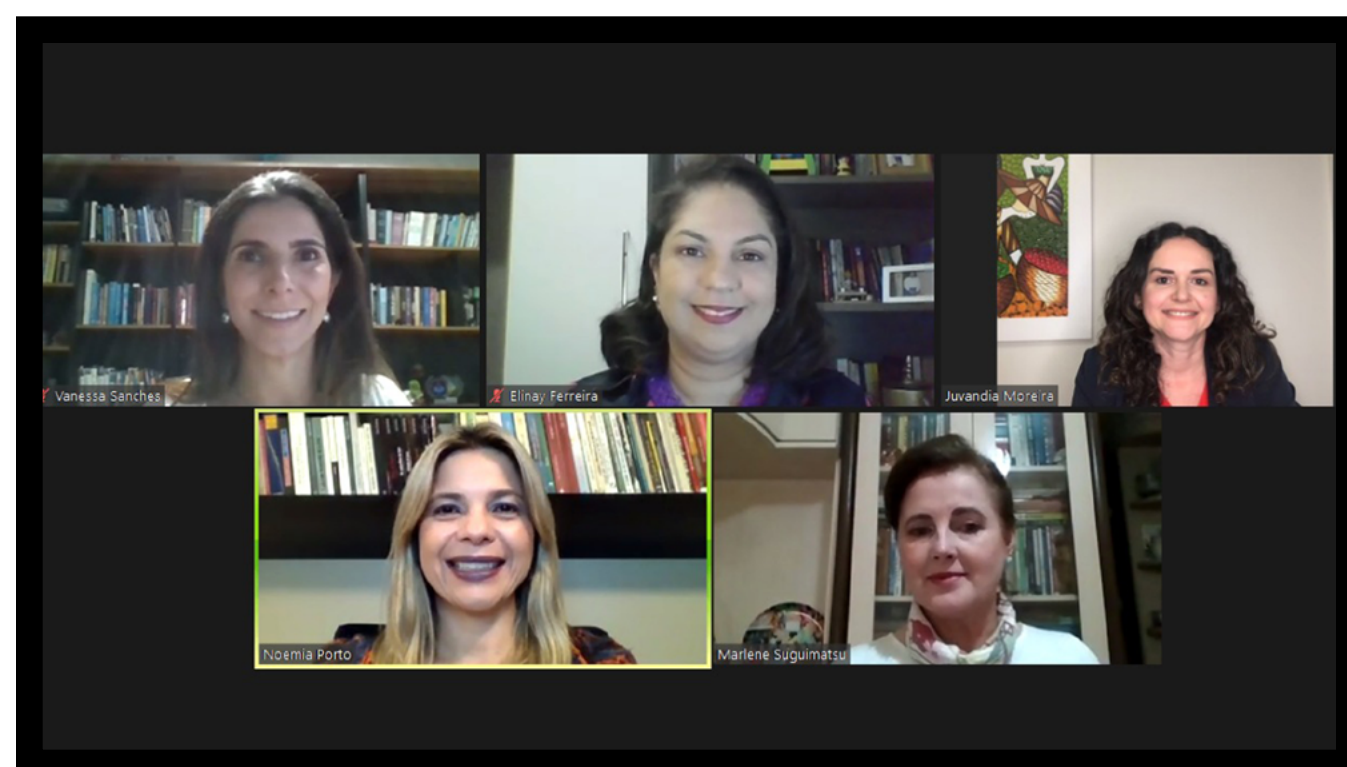 Vanessa Sanches
Elinay Ferreira
Juvandia Moreira
Noemia Porto
Marlene Suguimatsu